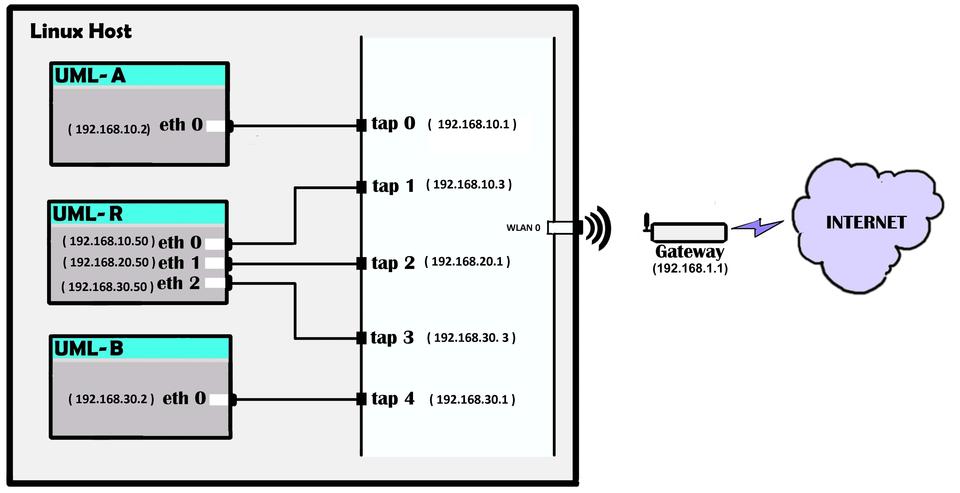 Linux Host
UML- A
( 192.168.10.2) eth 0
tap 0 ( 192.168.10.1 )
tap 1 ( 192.168.10.3 )
UML- R
( 192.168.10.50 ) eth 0
( 192.168.20.50 ) eth 1
( 192.168.30.50 ) eth 2
tap 2 ( 192.168.20.1 )
WLAN 0
Gateway
(192.168.1.1)
INTERNET
tap 3 ( 192.168.30. 3 )
UML- B
( 192.168.30.2 ) eth 0
tap 4 ( 192.168.30.1 )